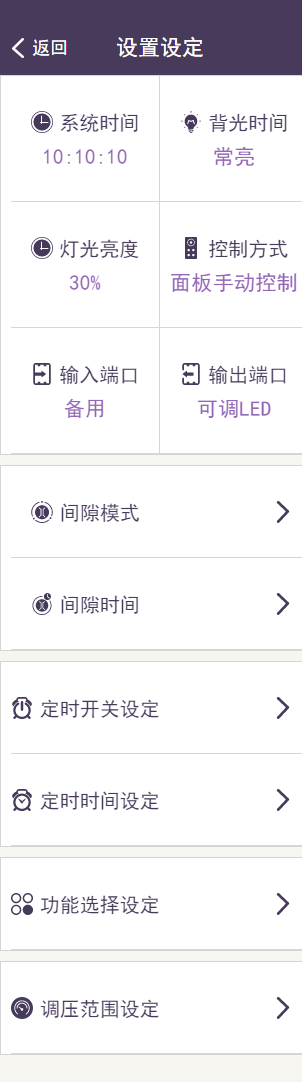 返回 设置设定
系统时间 背光时间
10:10:10 常亮
灯光亮度 控制方式
30% 面板手动控制
输入端口 输出端口
备用 可调LED
间隙模式
间隙时间
定时开关设定
定时时间设定
功能选择设定
调压范围设定